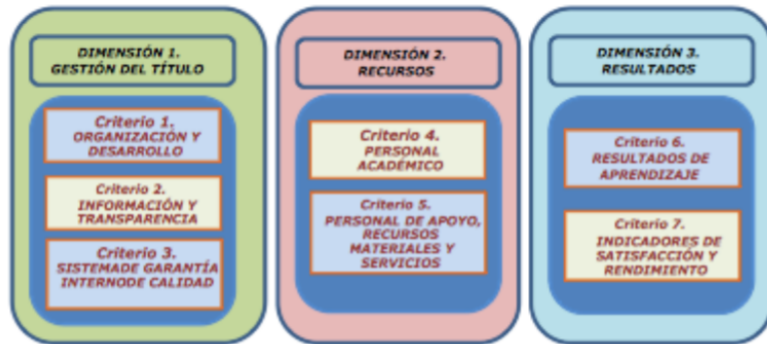 DIMENSIÓN 1.
GESTIÓN DEL TÍTULO
Criterio 1.
ORGANIZACIÓN Y
DESARROLLO
Criterio 2.
INFORMACIÓN Y
TRANSPARENCIA
Criterio 3.
SISTEMADE GARANTÍA
INTERNODE CALIDAD
DIMENSIÓN 2.
RECURSOS
Criterio 4.
PERSONAL
ACADÉMICO
Criterio 5.
PERSONAL DE APOYO,
RECURSOS
MATERIALES Y
SERVICIOS
DIMENSIÓN 3.
RESULTADOS
Criterio 6.
RESULTADOS DE
APRENDIZAJE
Criterio 7.
INDICADORES DE
SATISFACCIÓN Y
RENDIMIENTO